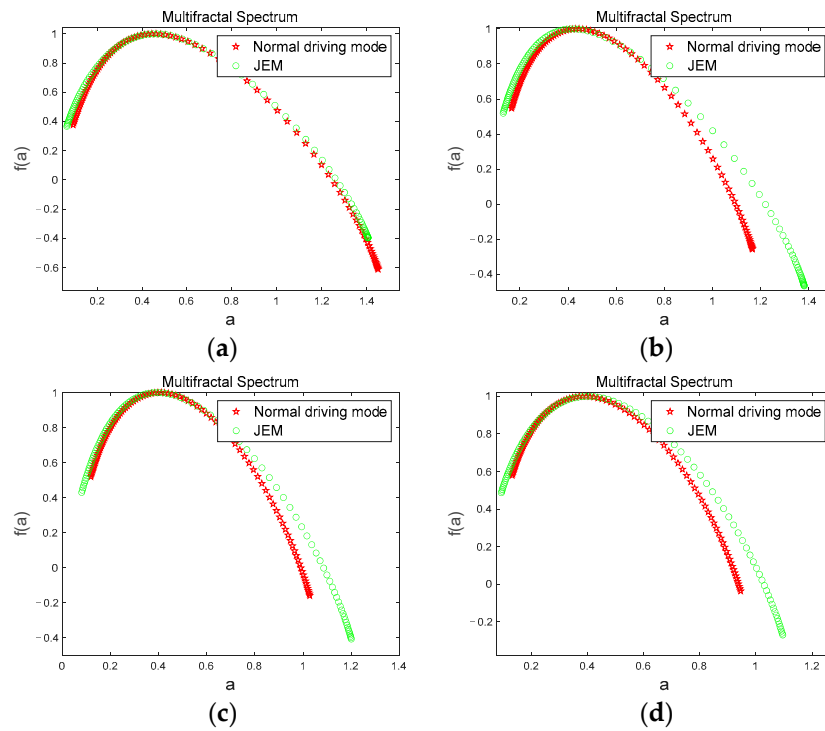 Multifractal Spectrum
Normal driving mode
JEM
f(a)
1
0.8
0.6
0.4
0.2
0
−0.2
−0.4
−0.6
0.2 0.4 0.6 0.8 1 1.2 1.4
a
(a)
Multifractal Spectrum
Normal driving mode
JEM
f(a)
1
0.8
0.6
0.4
0.2
0
−0.2
−0.4
0.2 0.4 0.6 0.8 1 1.2 1.4
a
(b)
Multifractal Spectrum
Normal driving mode
JEM
f(a)
1
0.8
0.6
0.4
0.2
0
−0.2
−0.4
0 0.2 0.4 0.6 0.8 1 1.2 1.4
a
(c)
Multifractal Spectrum
Normal driving mode
JEM
f(a)
1
0.8
0.6
0.4
0.2
0
−0.2
0.2 0.4 0.6 0.8 1 1.2
a
(d)